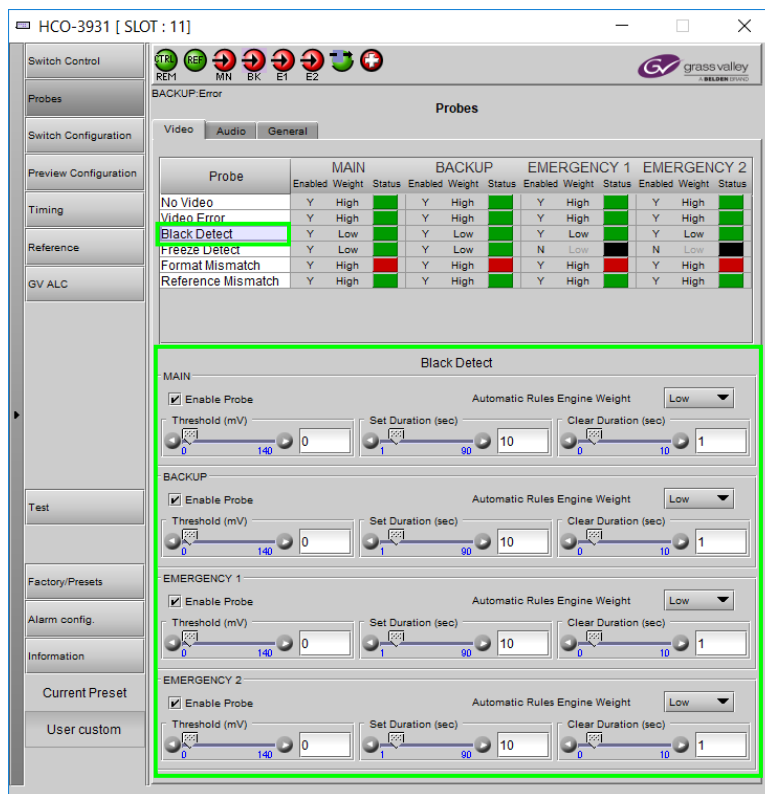 HCO-3931 [ SLOT : 11]
Switch Control
Probes
Switch Configuration
Preview Configuration
Timing
Reference
GV ALC
Test
Factory/Presets
Alarm config.
Information
Current Preset
User custom
CTRL REF
REM MN BK E1 E2
GV grass valley
A BELDEN BRAND
BACKUP:Error
Probes
Video Audio General
Probe MAIN BACKUP EMERGENCY 1 EMERGENCY 2
Enabled Weight Status Enabled Weight Status Enabled Weight Status Enabled Weight Status
No Video Y High Y High Y High Y High
Video Error Y High Y High Y High Y High
Black Detect Y Low Y Low Y Low Y Low
Freeze Detect Y Low Y Low N Low N Low
Format Mismatch Y High Y High Y High Y High
Reference Mismatch Y High Y High Y High Y High
Black Detect
MAIN
Enable Probe Automatic Rules Engine Weight Low
Threshold (mV) Set Duration (sec) Clear Duration (sec)
0 140 0 1 90 10 0 10 1
BACKUP
Enable Probe Automatic Rules Engine Weight Low
Threshold (mV) Set Duration (sec) Clear Duration (sec)
0 140 0 1 90 10 0 10 1
EMERGENCY 1
Enable Probe Automatic Rules Engine Weight Low
Threshold (mV) Set Duration (sec) Clear Duration (sec)
0 140 0 1 90 10 0 10 1
EMERGENCY 2
Enable Probe Automatic Rules Engine Weight Low
Threshold (mV) Set Duration (sec) Clear Duration (sec)
0 140 0 1 90 10 0 10 1